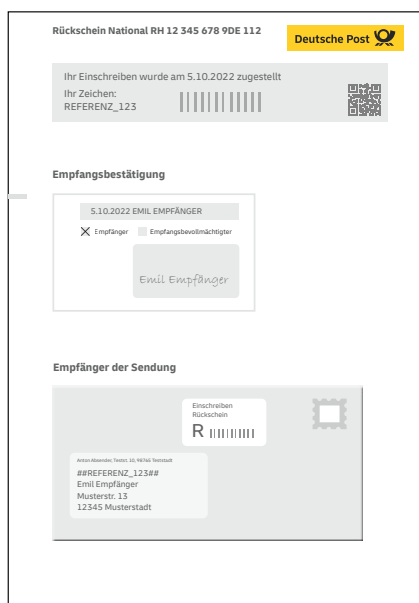 Rückschein National RH 12 345 678 9DE 112
Deutsche Post
Ihr Einschreiben wurde am 5.10.2022 zugestellt
Ihr Zeichen:
REFERENZ_123
Empfangsbestätigung
5.10.2022 EMIL EMPFÄNGER
Empfänger
Empfangsbevollmächtigter
Emil Empfänger
Empfänger der Sendung
Einschreiben
Rückschein
R
Anton Absender, Teststr. 10, 98765 Teststadt
##REFERENZ_123##
Emil Empfänger
Musterstr. 13
12345 Musterstadt